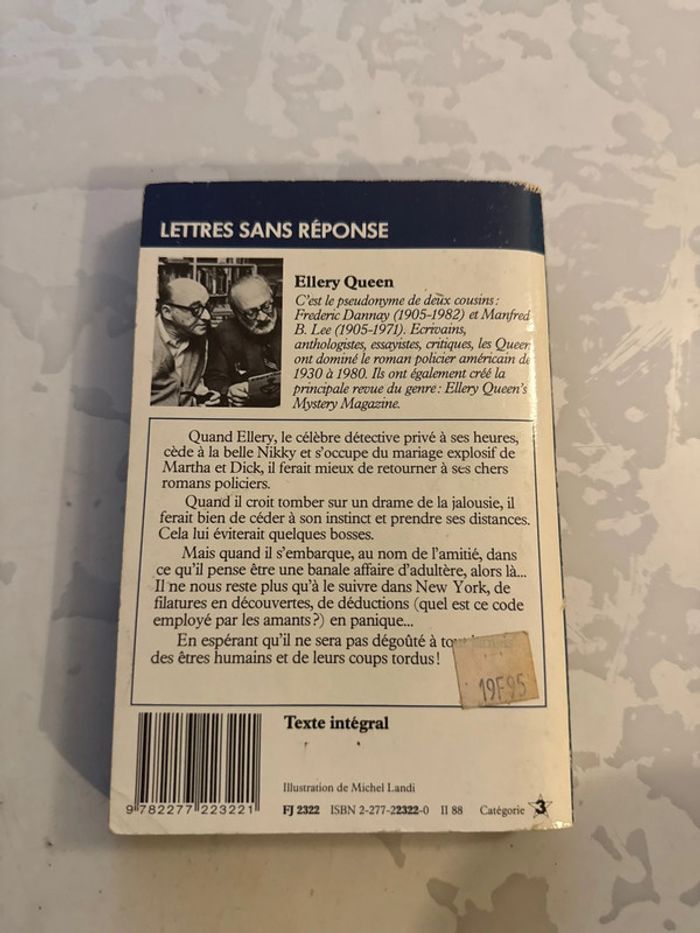 LETTRES SANS RÉPONSE
Ellery Queen
C'est le pseudonyme de deux cousins :
Frederic Dannay (1905-1982) et Manfred
B. Lee (1905-1971). Ecrivains,
anthologistes, essayistes, critiques, les Queen
ont dominé le roman policier américain de
1930 à 1980. Ils ont également créé la
principale revue du genre : Ellery Queen's
Mystery Magazine.
Quand Ellery, le célèbre détective privé à ses heures,
cède à la belle Nikky et s'occupe du mariage explosif de
Martha et Dick, il ferait mieux de retourner à ses chers
romans policiers.
Quand il croit tomber sur un drame de la jalousie, il
ferait bien de céder à son instinct et prendre ses distances.
Cela lui éviterait quelques bosses.
Mais quand il s'embarque, au nom de l'amitié, dans
ce qu'il pense être une banale affaire d'adultère, alors là...
Il ne nous reste plus qu'à le suivre dans New York, de
filatures en découvertes, de déductions (quel est ce code
employé par les amants ?) en panique...
En espérant qu'il ne sera pas dégoûté à
des êtres humains et de leurs coups tordus !
19F95
Texte intégral
Illustration de Michel Landi
9 782277 223221
FJ 2322 ISBN 2-277-22322-0 II 88 Catégorie 3